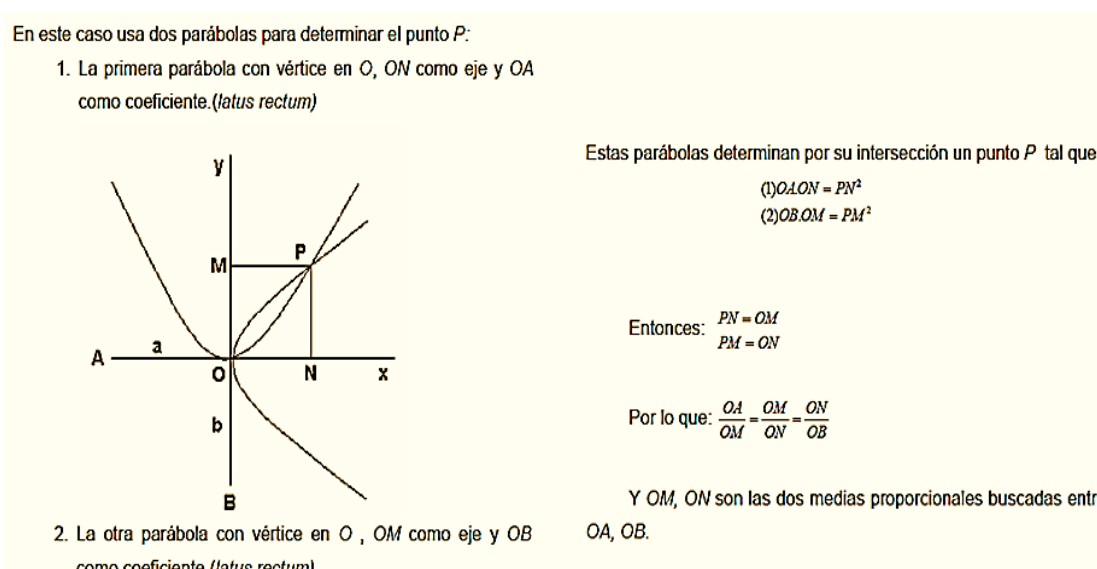 En este caso usa dos parábolas para determinar el punto P:
1. La primera parábola con vértice en O, ON como eje y OA
como coeficiente.(latus rectum)
y
M
P
A
a
O
N
x
b
B
2. La otra parábola con vértice en O , OM como eje y OB
como coeficiente (latus rectum)
Estas parábolas determinan por su intersección un punto P tal que
(1)OA.ON = PN²
(2)OB.OM = PM²
Entonces: PN = OM
PM = ON
Por lo que: OA/OM = OM/ON = ON/OB
Y OM, ON son las dos medias proporcionales buscadas entr
OA, OB.